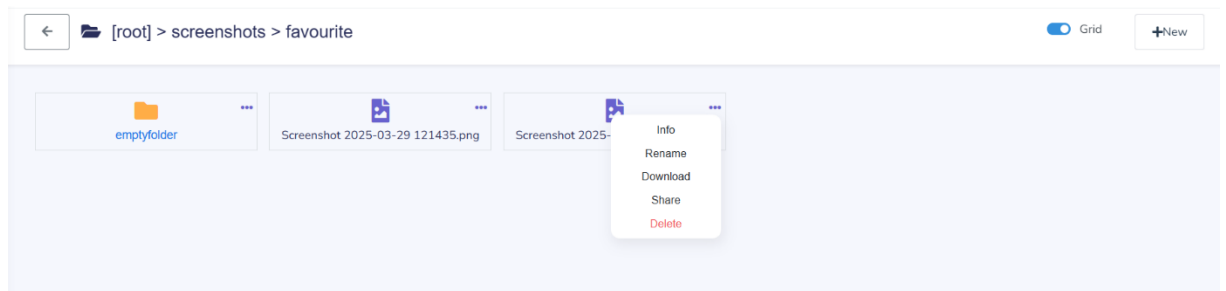 [root] > screenshots > favourite
Grid
+New
emptyfolder
Screenshot 2025-03-29 121435.png
Screenshot 2025-
Info
Rename
Download
Share
Delete